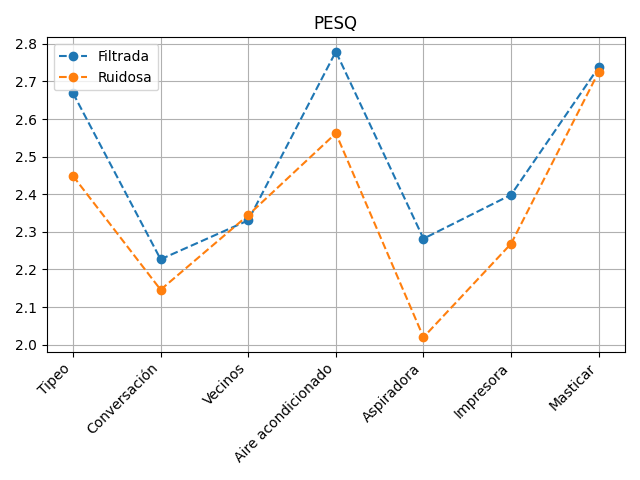 PESQ
Filtrada
Ruidosa
2.8
2.7
2.6
2.5
2.4
2.3
2.2
2.1
2.0
Tipeo
Conversación
Vecinos
Aire acondicionado
Aspiradora
Impresora
Masticar